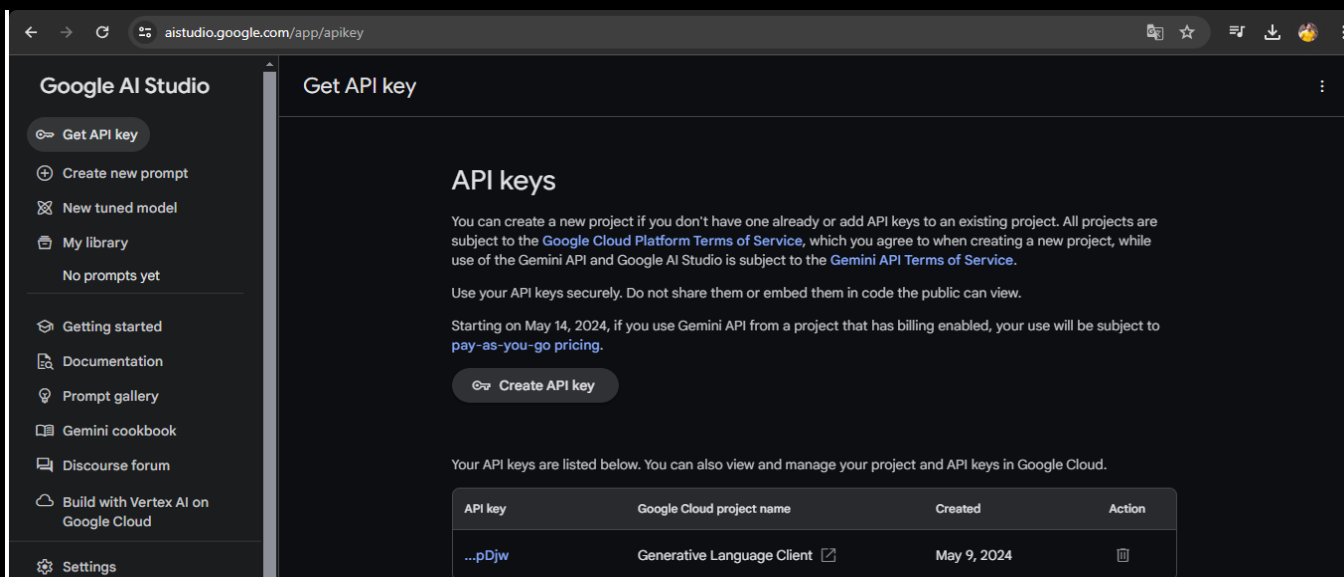 aistudio.google.com/app/apikey
Google AI Studio
Get API key
Create new prompt
New tuned model
My library
No prompts yet
Getting started
Documentation
Prompt gallery
Gemini cookbook
Discourse forum
Build with Vertex AI on
Google Cloud
Settings
Get API key
API keys
You can create a new project if you don't have one already or add API keys to an existing project. All projects are
subject to the Google Cloud Platform Terms of Service, which you agree to when creating a new project, while
use of the Gemini API and Google AI Studio is subject to the Gemini API Terms of Service.
Use your API keys securely. Do not share them or embed them in code the public can view.
Starting on May 14, 2024, if you use Gemini API from a project that has billing enabled, your use will be subject to
pay-as-you-go pricing.
Create API key
Your API keys are listed below. You can also view and manage your project and API keys in Google Cloud.
API key Google Cloud project name Created Action
...pDjw Generative Language Client May 9, 2024